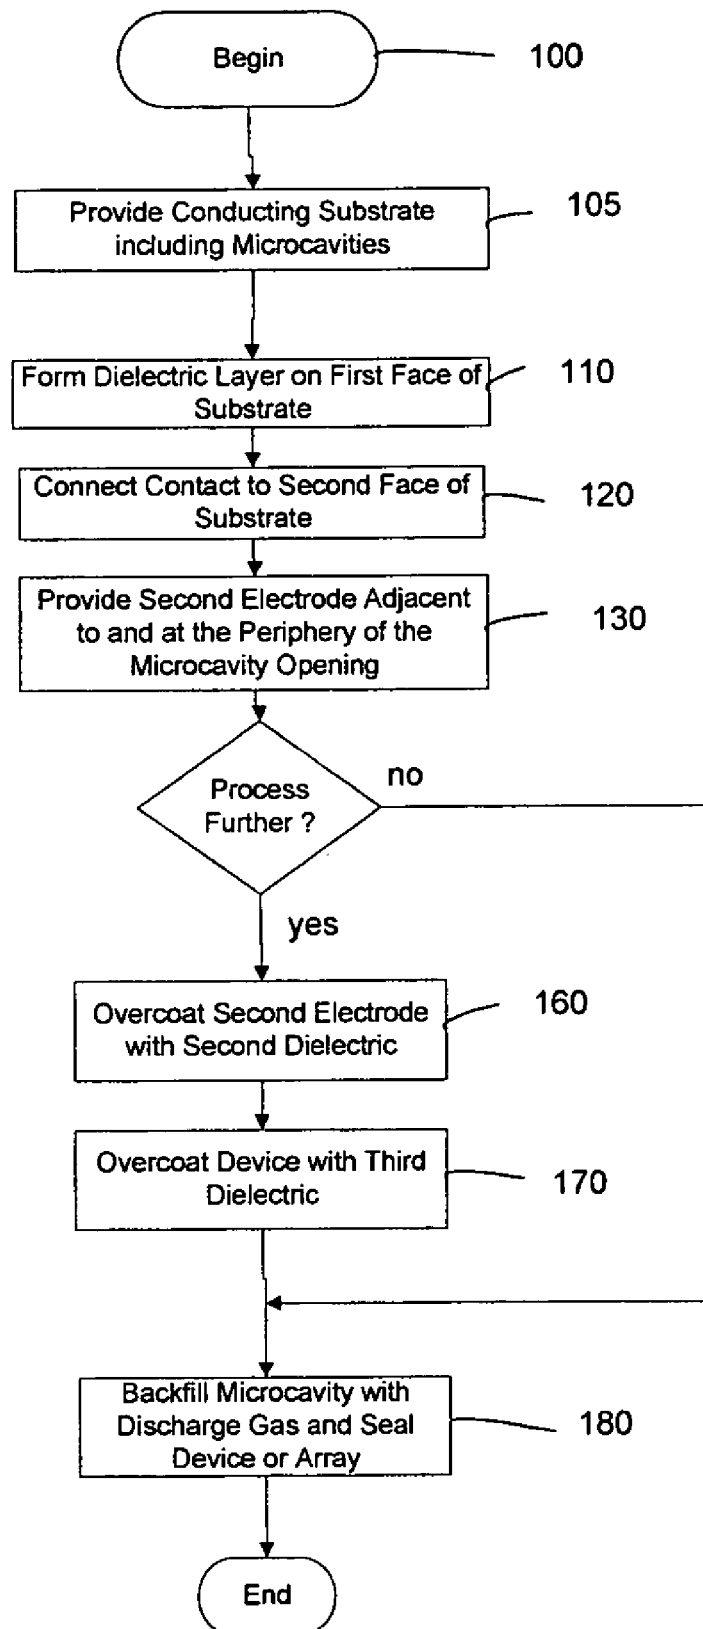 Begin
100
Provide Conducting Substrate
including Microcavities
105
Form Dielectric Layer on First Face of
Substrate
110
Connect Contact to Second Face of
Substrate
120
Provide Second Electrode Adjacent
to and at the Periphery of the
Microcavity Opening
130
Process
Further ?
no
yes
Overcoat Second Electrode
with Second Dielectric
160
Overcoat Device with Third
Dielectric
170
Backfill Microcavity with
Discharge Gas and Seal
Device or Array
180
End